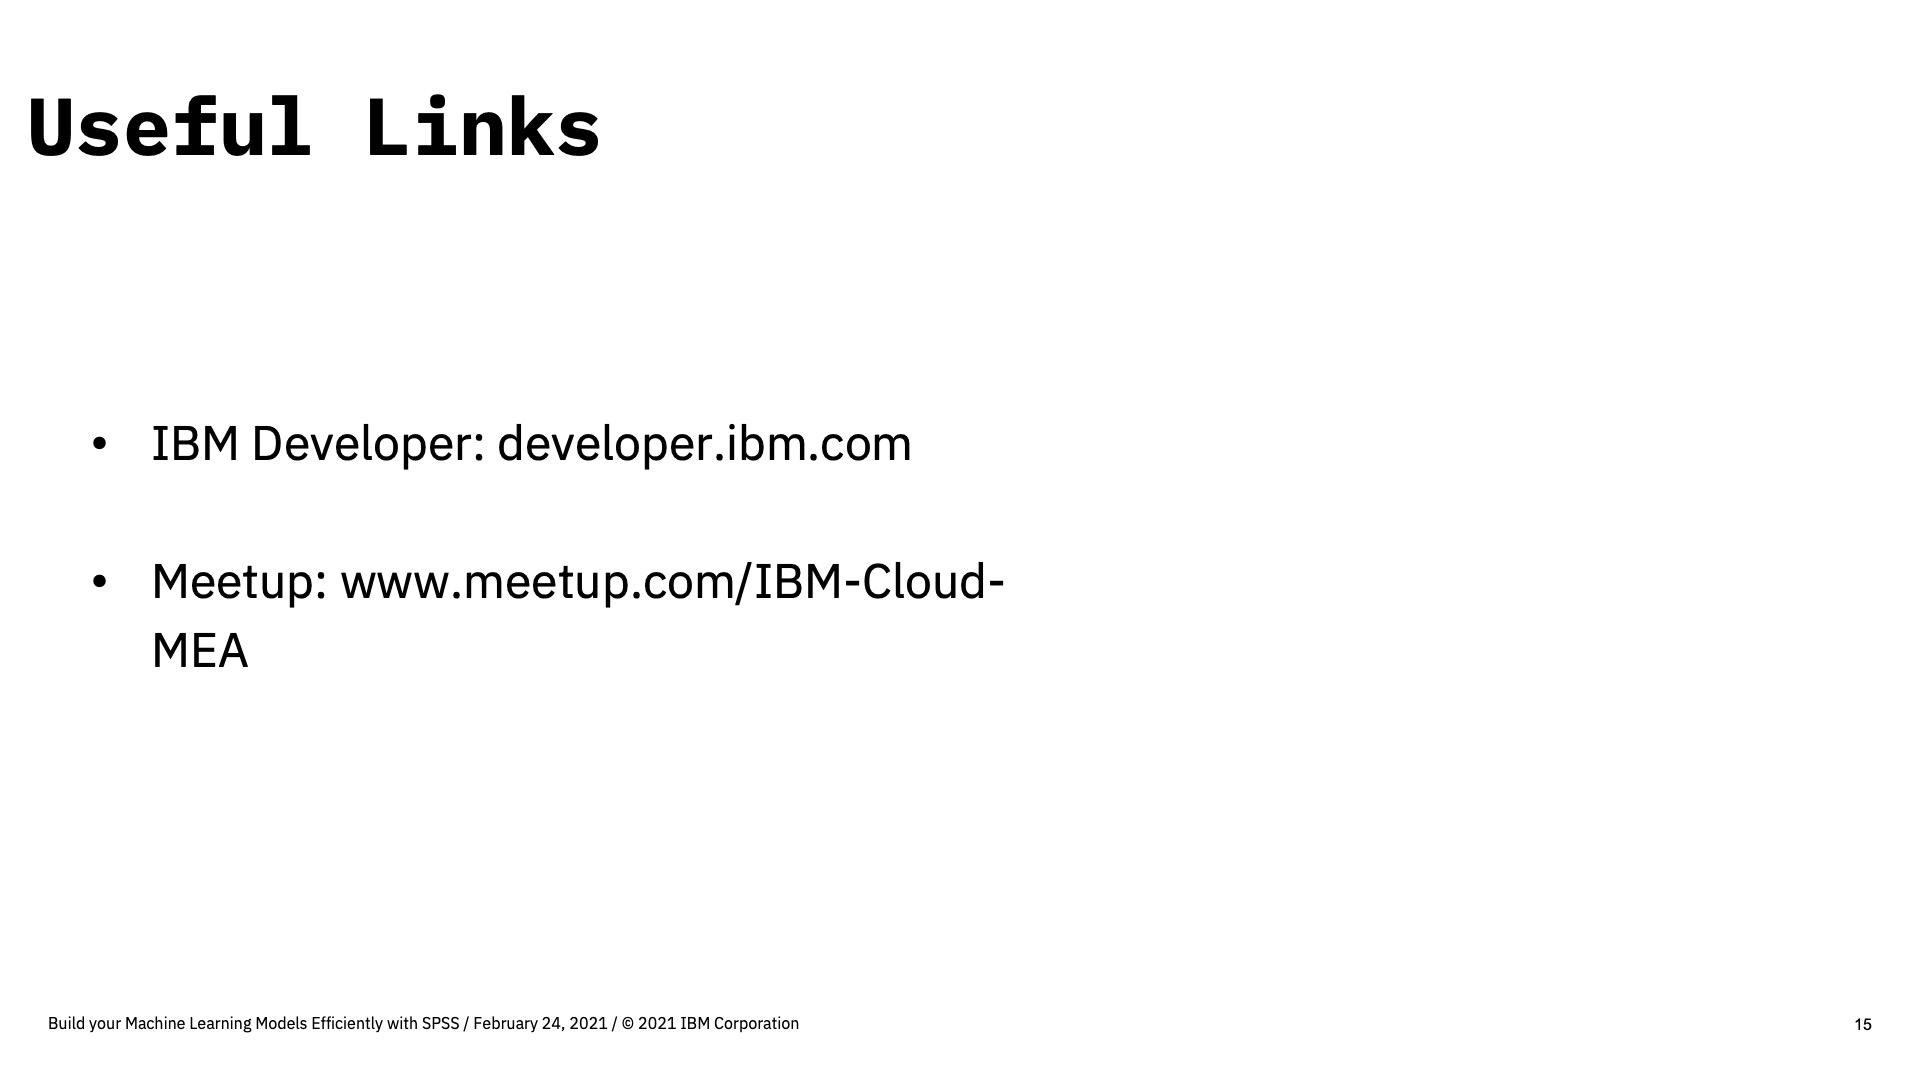 Useful Links
• IBM Developer: developer.ibm.com
• Meetup: www.meetup.com/IBM-Cloud-
MEA
Build your Machine Learning Models Efficiently with SPSS / February 24, 2021 / © 2021 IBM Corporation
15